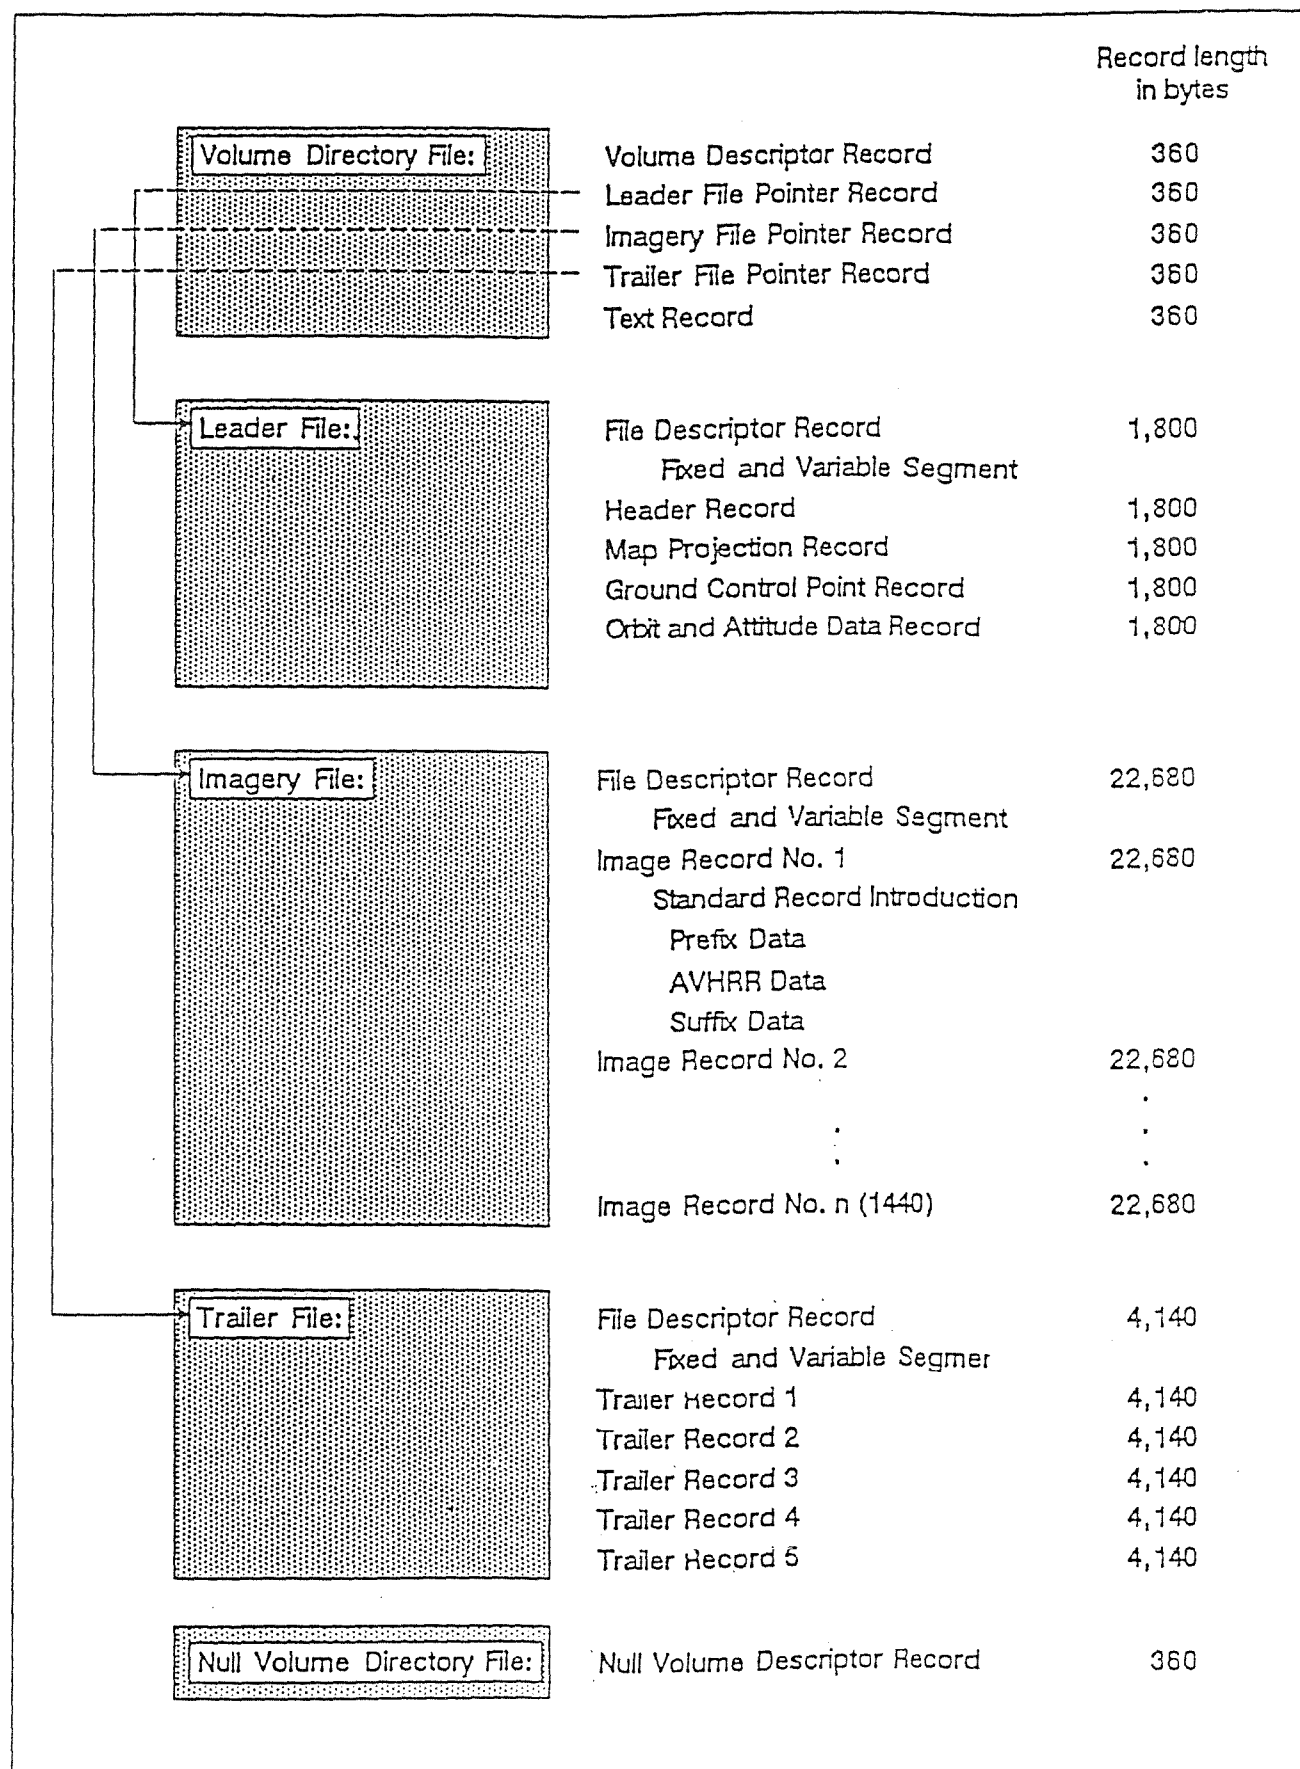 Record length
in bytes
Volume Directory File:
Volume Descriptor Record 360
Leader File Pointer Record 360
Imagery File Pointer Record 360
Trailer File Pointer Record 360
Text Record 360
Leader File:
File Descriptor Record 1,800
Fixed and Variable Segment
Header Record 1,800
Map Projection Record 1,800
Ground Control Point Record 1,800
Orbit and Attitude Data Record 1,800
Imagery File:
File Descriptor Record 22,680
Fixed and Variable Segment
Image Record No. 1 22,680
Standard Record Introduction
Prefix Data
AVHRR Data
Suffix Data
Image Record No. 2 22,680
Image Record No. n (1440) 22,680
Trailer File:
File Descriptor Record 4,140
Fixed and Variable Segmer
Trailer Record 1 4,140
Trailer Record 2 4,140
Trailer Record 3 4,140
Trailer Record 4 4,140
Trailer Record 5 4,140
Null Volume Directory File:
Null Volume Descriptor Record 360